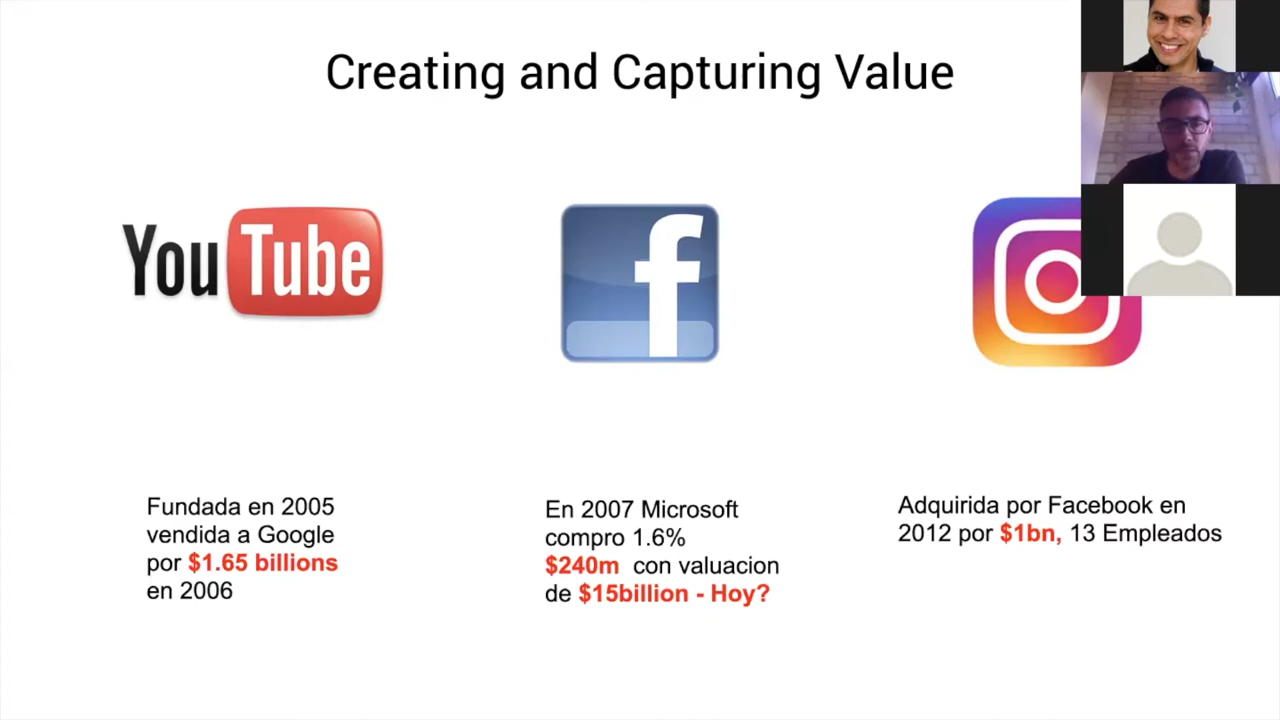 Creating and Capturing Value
YouTube
f
Fundada en 2005
vendida a Google
por $1.65 billions
en 2006
En 2007 Microsoft
compro 1.6%
$240m con valuacion
de $15billion - Hoy?
Adquirida por Facebook en
2012 por $1bn, 13 Empleados